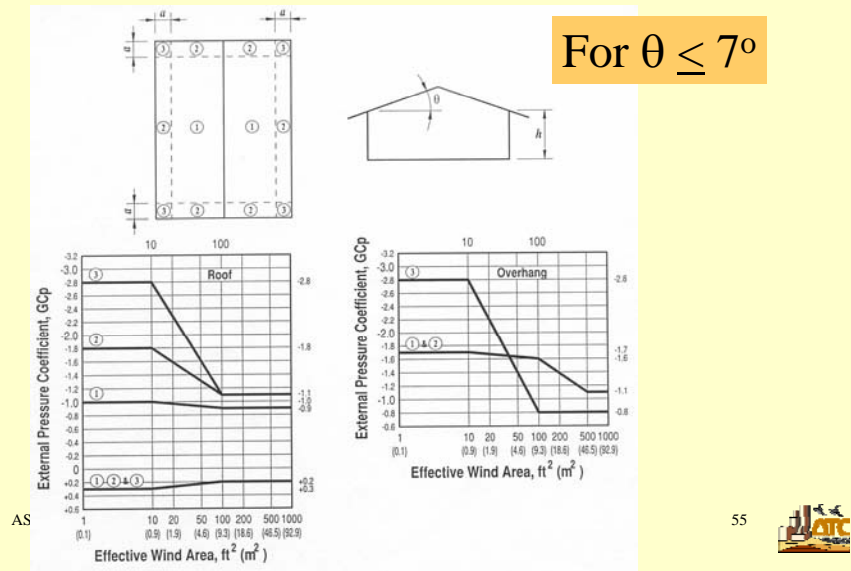 For θ ≤ 7º
a a
a 3 2 2 3
2 1 1 2
a 3 2 2 3
θ
h
10 100
Roof
External Pressure Coefficient, GCp
-3.2
-3.0
-2.8
-2.6
-2.4
-2.2
-2.0
-1.8
-1.6
-1.4
-1.2
-1.0
-0.8
-0.6
-0.4
-0.2
0
+0.2
+0.4
+0.6
3
2
1
1 2 & 3
-2.8
-1.8
-1.1
-1.0
-0.9
+0.2
+0.3
1 10 20 50 100 200 500 1000
(0.1) (0.9) (1.9) (4.6) (9.3) (18.6) (46.5) (92.9)
Effective Wind Area, ft² (m²)
10 100
Overhang
External Pressure Coefficient, GCp
-3.2
-3.0
-2.8
-2.6
-2.4
-2.2
-2.0
-1.8
-1.6
-1.4
-1.2
-1.0
-0.8
-0.6
3
1 & 2
-1.7
-1.6
-1.1
-0.8
1 10 20 50 100 200 500 1000
(0.1) (0.9) (1.9) (4.6) (9.3) (18.6) (46.5) (92.9)
Effective Wind Area, ft² (m²)
AS
55
ATC